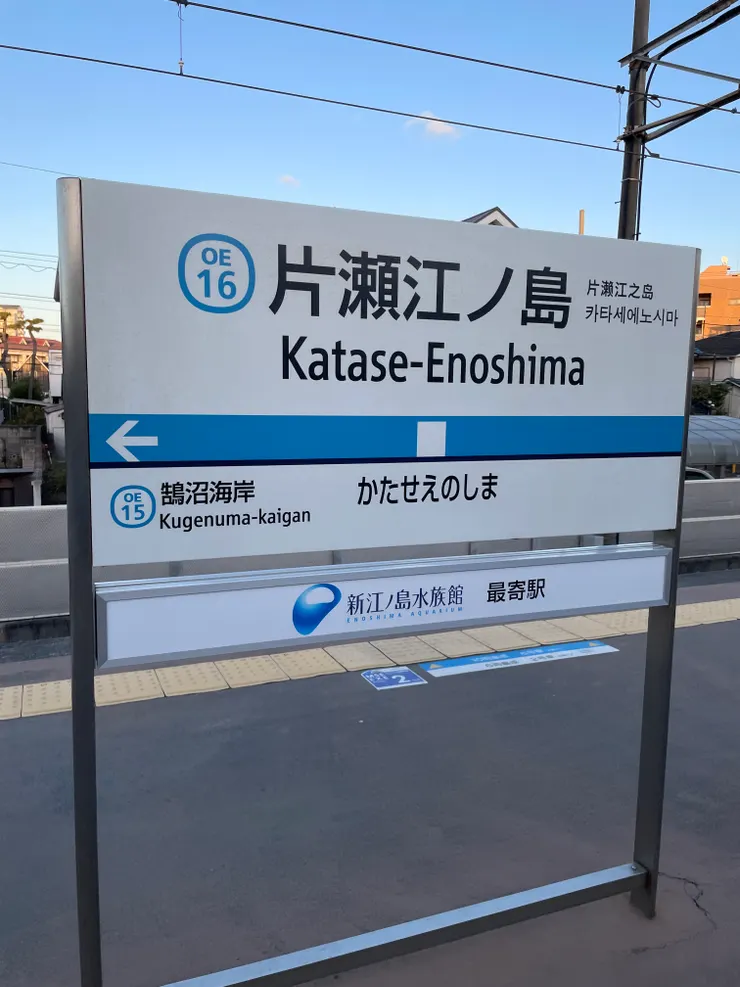 OE
16
片瀬江ノ島
片瀬江之岛
카타세에노시마
Katase-Enoshima
OE
15
鵠沼海岸
Kugenuma-kaigan
かたせえのしま
新江ノ島水族館 最寄駅
ENOSHIMA AQUARIUM
2